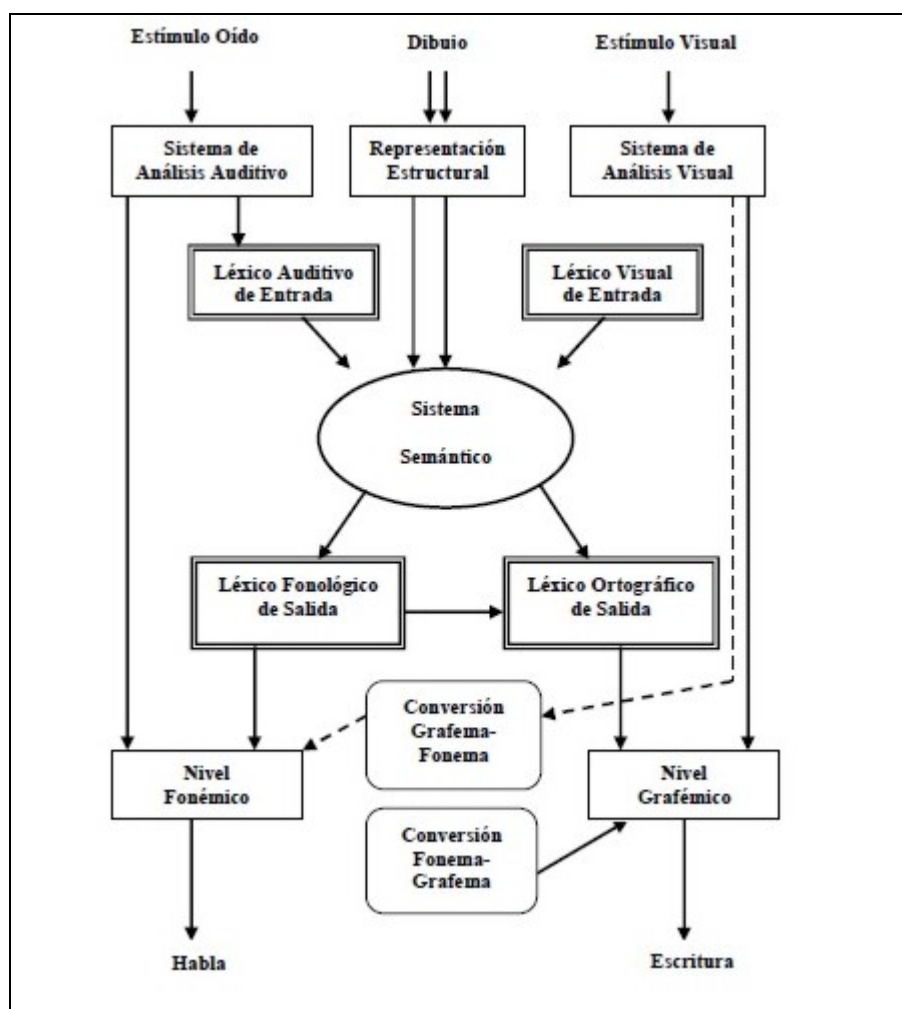 Estímulo Oído
Dibuio
Estímulo Visual
Sistema de
Análisis Auditivo
Representación
Estructural
Sistema de
Análisis Visual
Léxico Auditivo
de Entrada
Léxico Visual
de Entrada
Sistema
Semántico
Léxico Fonológico
de Salida
Léxico Ortográfico
de Salida
Conversión
Grafema-
Fonema
Nivel
Fonémico
Nivel
Grafémico
Conversión
Fonema-
Grafema
Habla
Escritura